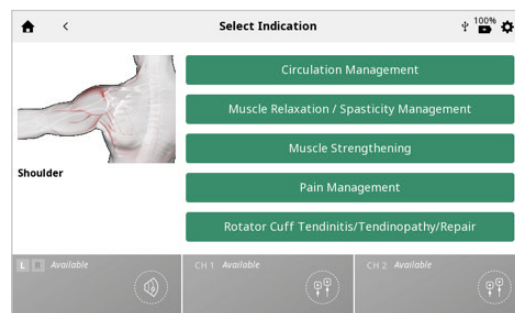 Select Indication
100%
Circulation Management
Muscle Relaxation / Spasticity Management
Muscle Strengthening
Pain Management
Rotator Cuff Tendinitis/Tendinopathy/Repair
Shoulder
L R Available
CH 1 Available
CH 2 Available